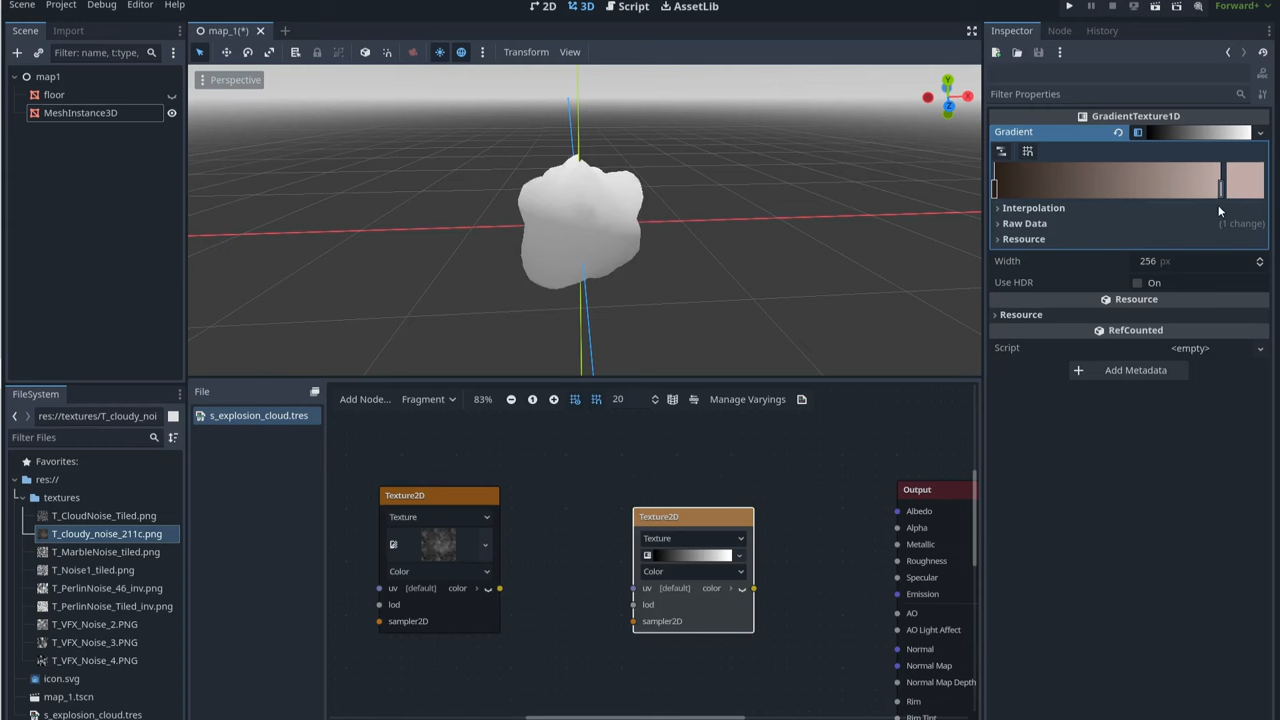 Scene Project Debug Editor Help
2D 3D Script AssetLib
Forward+
Scene Import
Filter: name, t:type,
map1
floor
MeshInstance3D
map_1(*)
Transform View
Perspective
Y
X
Z
Inspector Node History
Filter Properties
GradientTexture1D
Gradient
Interpolation
Raw Data (1 change)
Resource
Width 256 px
Use HDR On
Resource
Resource
RefCounted
Script <empty>
Add Metadata
FileSystem
res://textures/T_cloudy_noi
Filter Files
Favorites:
res://
textures
T_CloudNoise_Tiled.png
T_cloudy_noise_211c.png
T_MarbleNoise_tiled.png
T_Noise1_tiled.png
T_PerlinNoise_46_inv.png
T_PerlinNoise_Tiled_inv.png
T_VFX_Noise_2.PNG
T_VFX_Noise_3.PNG
T_VFX_Noise_4.PNG
icon.svg
map_1.tscn
s_explosion_cloud.tres
File
s_explosion_cloud.tres
Add Node... Fragment 83% 20 Manage Varyings
Texture2D
Texture
Color
uv [default] color
lod
sampler2D
Texture2D
Texture
Color
uv [default] color
lod
sampler2D
Output
Albedo
Alpha
Metallic
Roughness
Specular
Emission
AO
AO Light Affect
Normal
Normal Map
Normal Map Depth
Rim
Rim Tint